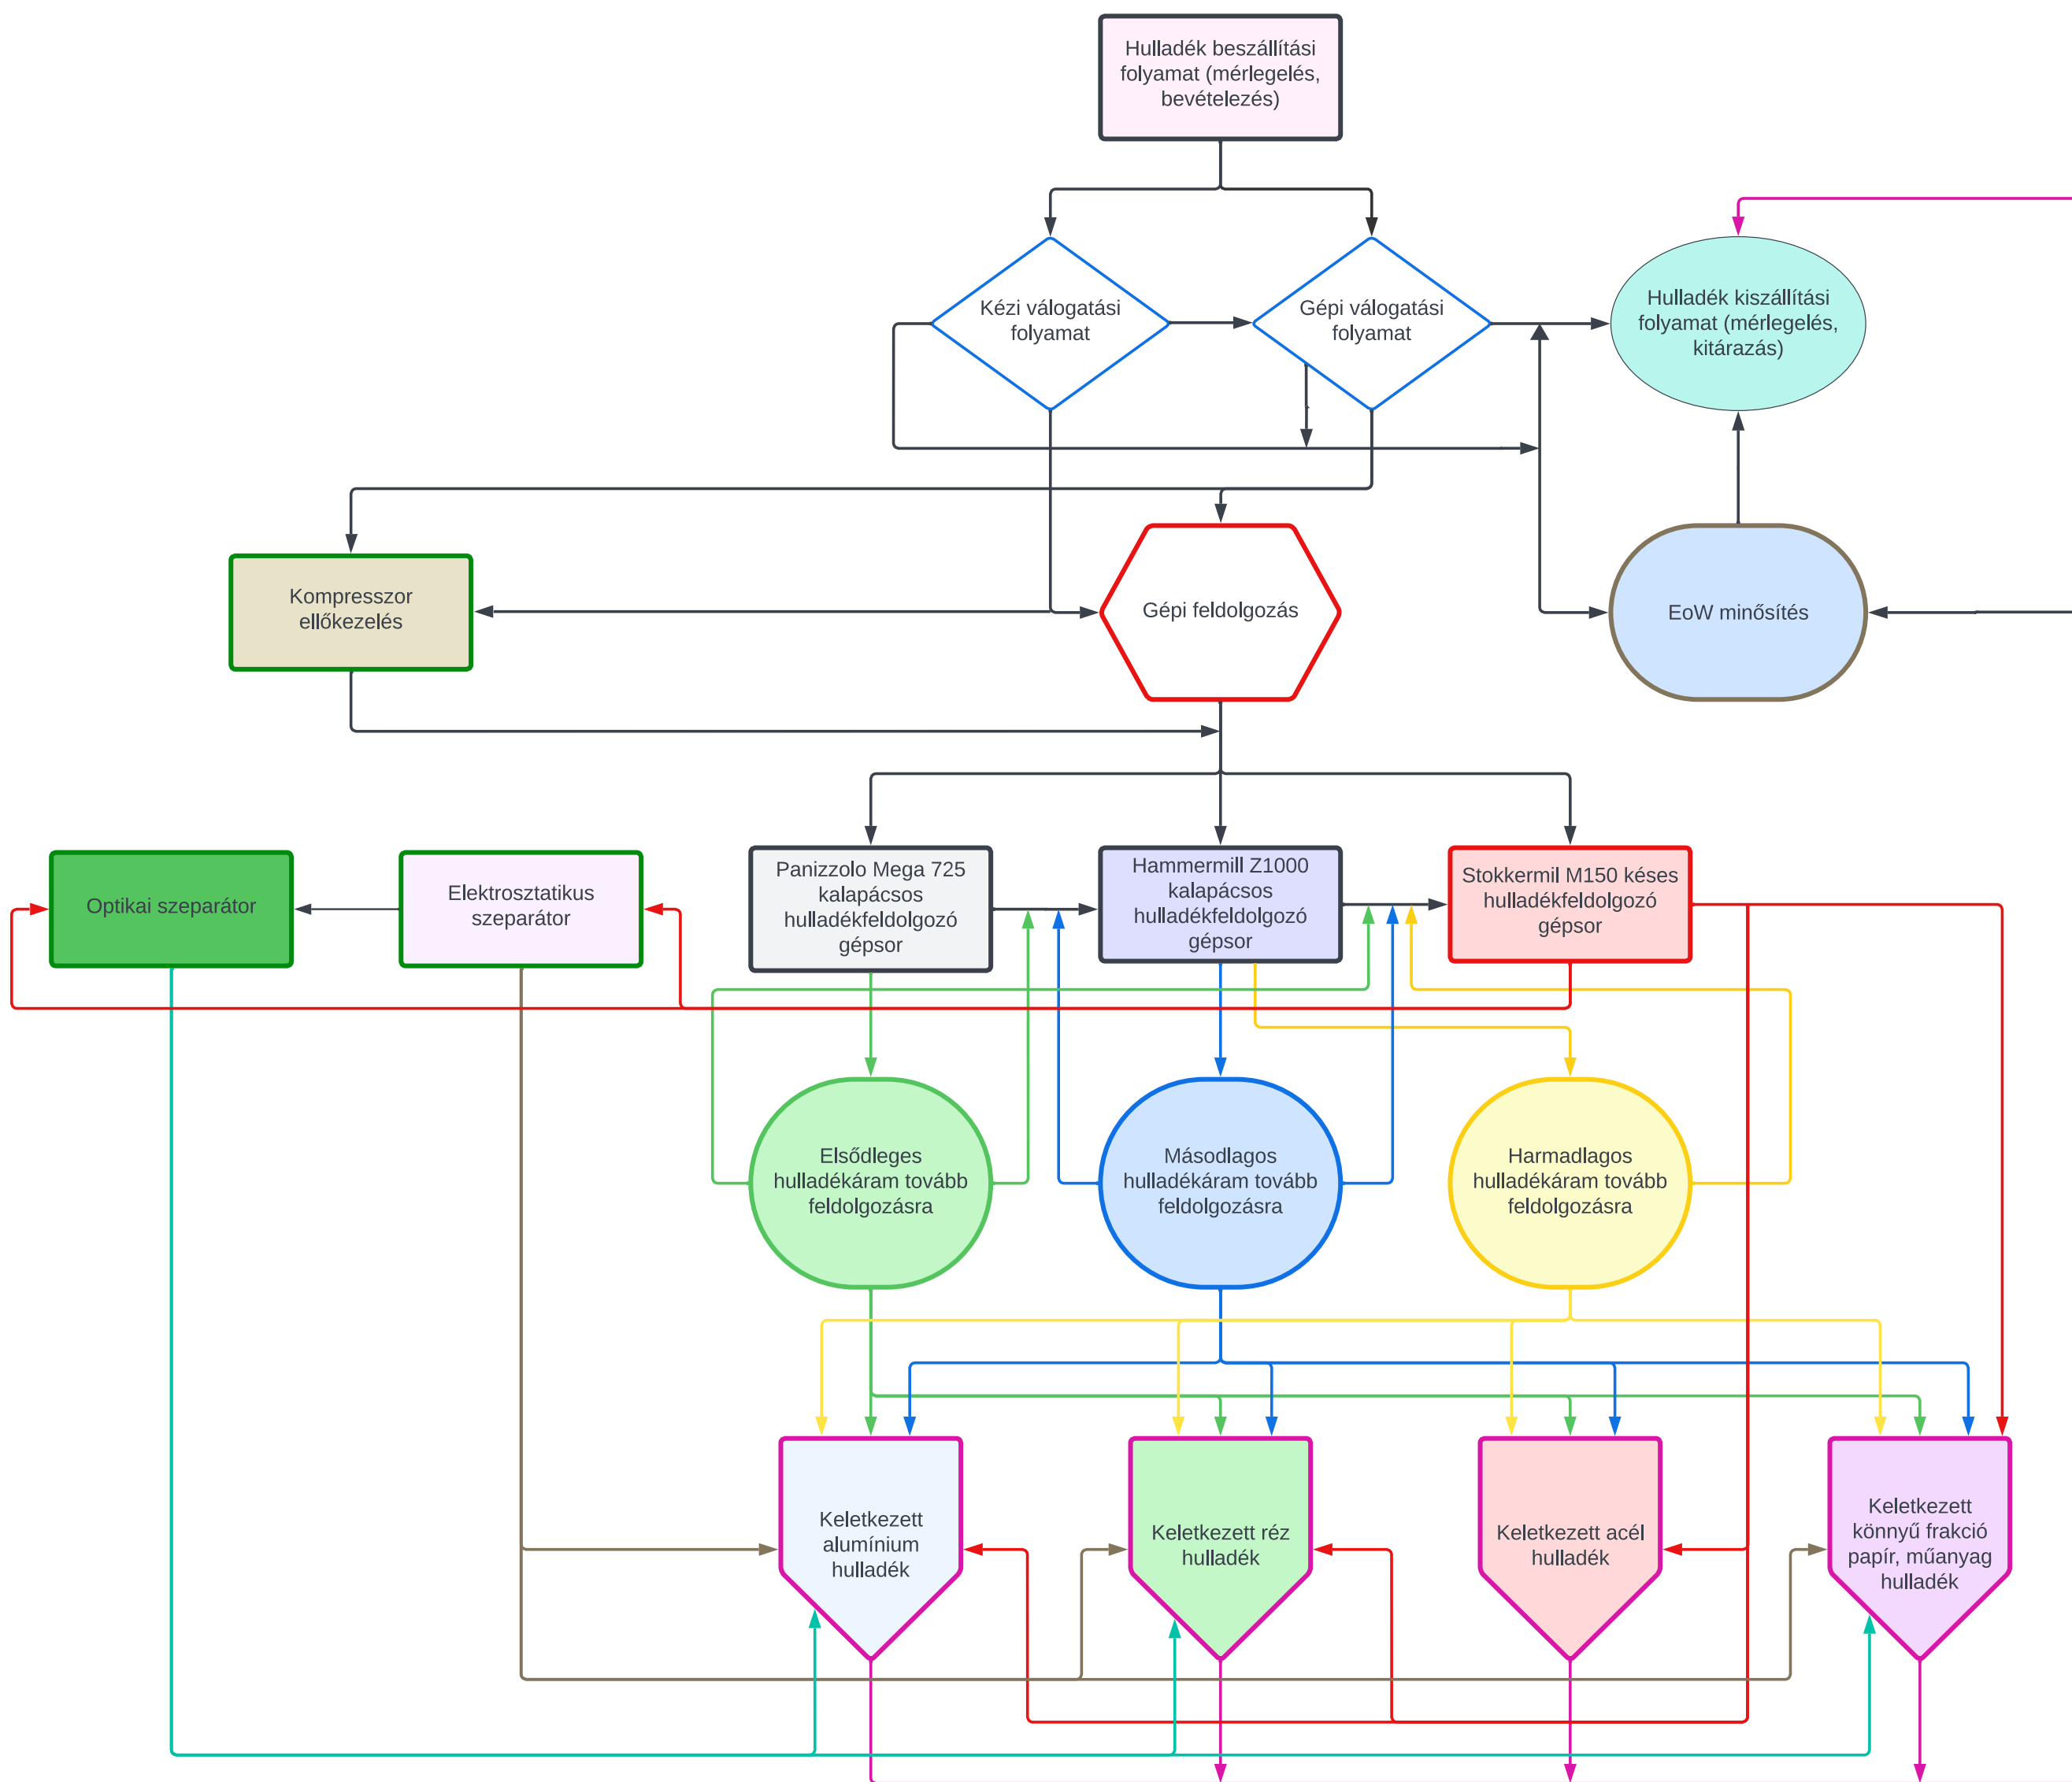 Hulladék beszállítási
folyamat (mérlegelés,
bevételezés)
Kézi válogatási
folyamat
Gépi válogatási
folyamat
Hulladék kiszállítási
folyamat (mérlegelés,
kitárazás)
Kompresszor
ellőkezelés
Gépi feldolgozás
EoW minősítés
Optikai szeparátor
Elektrosztatikus
szeparátor
Panizzolo Mega 725
kalapácsos
hulladékfeldolgozó
gépsor
Hammermill Z1000
kalapácsos
hulladékfeldolgozó
gépsor
Stokkermil M150 késes
hulladékfeldolgozó
gépsor
Elsődleges
hulladékáram tovább
feldolgozásra
Másodlagos
hulladékáram tovább
feldolgozásra
Harmadlagos
hulladékáram tovább
feldolgozásra
Keletkezett
alumínium
hulladék
Keletkezett réz
hulladék
Keletkezett acél
hulladék
Keletkezett
könnyű frakció
papír, műanyag
hulladék